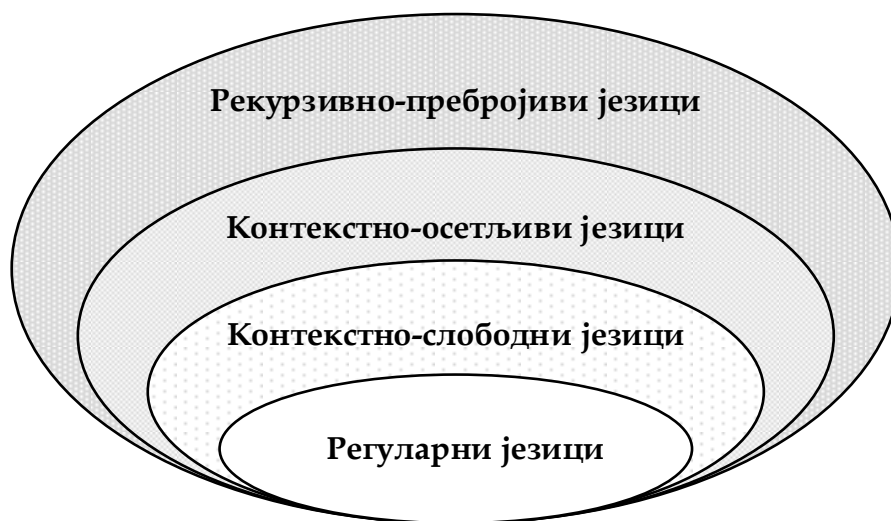 Рекурзивно-пребројиви језици
Контекстно-осетљиви језици
Контекстно-слободни језици
Регуларни језици